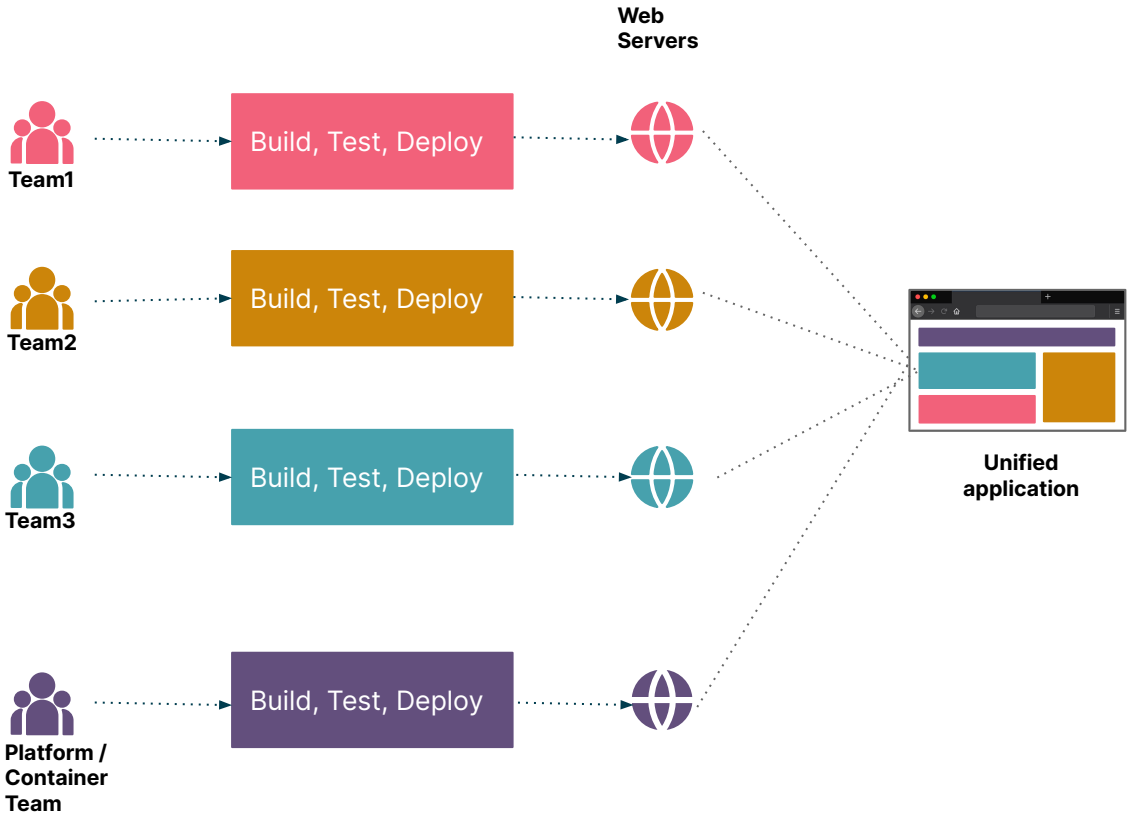 Web
Servers
Build, Test, Deploy
Team1
Build, Test, Deploy
Team2
Build, Test, Deploy
Team3
Unified
application
Build, Test, Deploy
Platform /
Container
Team